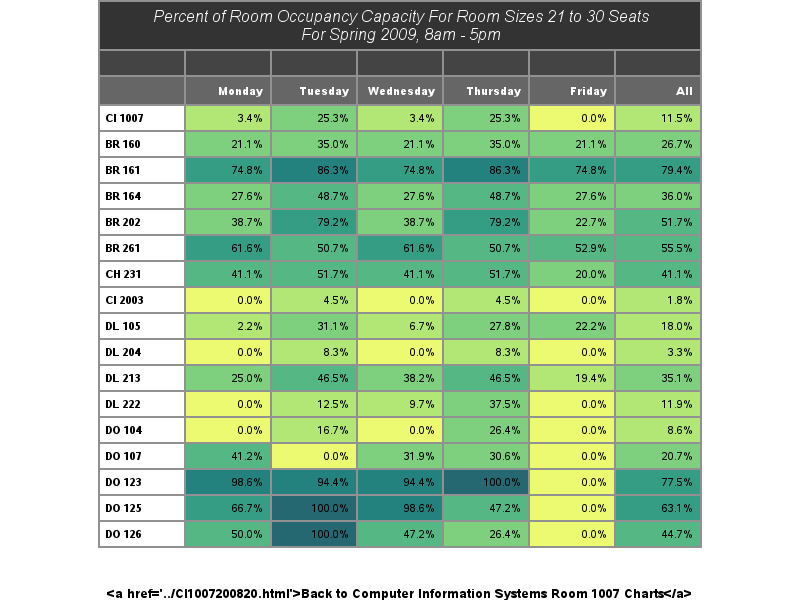 Percent of Room Occupancy Capacity For Room Sizes 21 to 30 Seats
For Spring 2009, 8am - 5pm
Monday Tuesday Wednesday Thursday Friday All
CI 1007 3.4% 25.3% 3.4% 25.3% 0.0% 11.5%
BR 160 21.1% 35.0% 21.1% 35.0% 21.1% 26.7%
BR 161 74.8% 86.3% 74.8% 86.3% 74.8% 79.4%
BR 164 27.6% 48.7% 27.6% 48.7% 27.6% 36.0%
BR 202 38.7% 79.2% 38.7% 79.2% 22.7% 51.7%
BR 261 61.6% 50.7% 61.6% 50.7% 52.9% 55.5%
CH 231 41.1% 51.7% 41.1% 51.7% 20.0% 41.1%
CI 2003 0.0% 4.5% 0.0% 4.5% 0.0% 1.8%
DL 105 2.2% 31.1% 6.7% 27.8% 22.2% 18.0%
DL 204 0.0% 8.3% 0.0% 8.3% 0.0% 3.3%
DL 213 25.0% 46.5% 38.2% 46.5% 19.4% 35.1%
DL 222 0.0% 12.5% 9.7% 37.5% 0.0% 11.9%
DO 104 0.0% 16.7% 0.0% 26.4% 0.0% 8.6%
DO 107 41.2% 0.0% 31.9% 30.6% 0.0% 20.7%
DO 123 98.6% 94.4% 94.4% 100.0% 0.0% 77.5%
DO 125 66.7% 100.0% 98.6% 47.2% 0.0% 63.1%
DO 126 50.0% 100.0% 47.2% 26.4% 0.0% 44.7%
<a href='../CI1007200820.html'>Back to Computer Information Systems Room 1007 Charts</a>